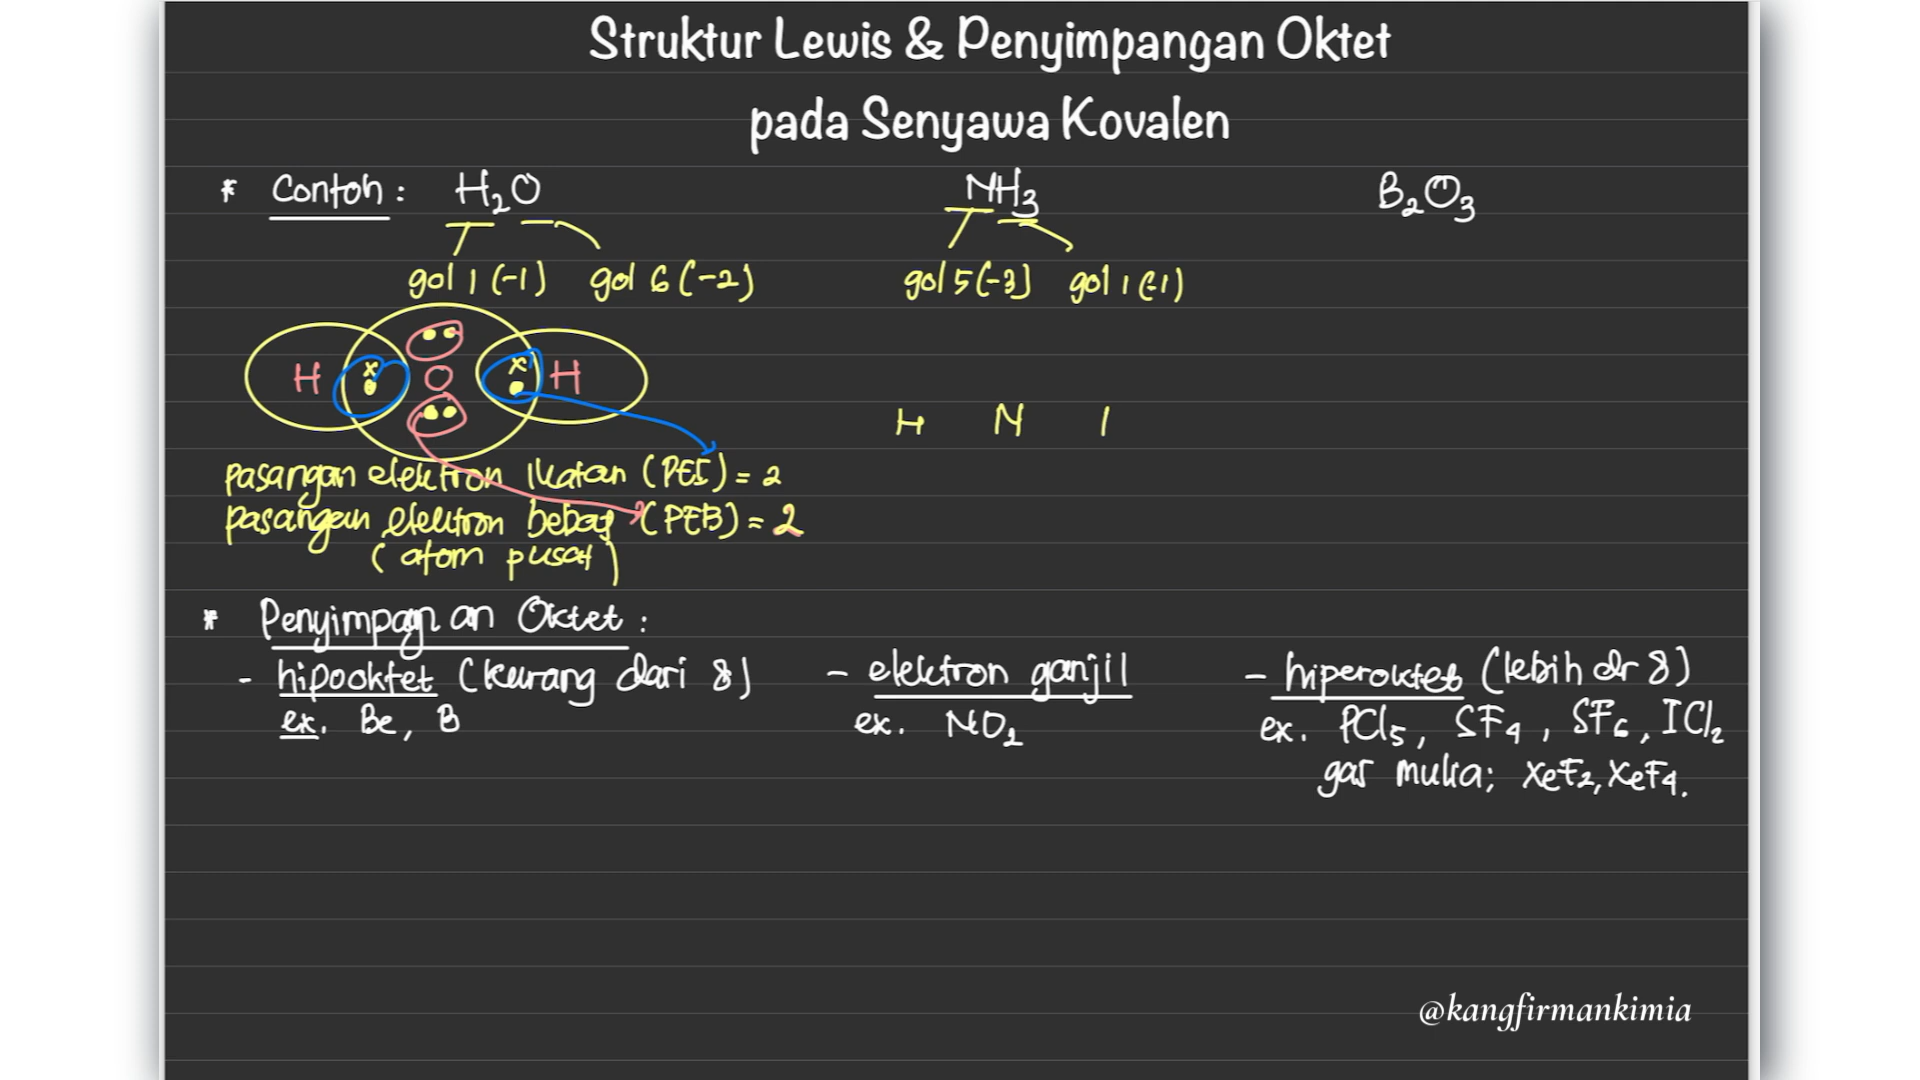 Struktur Lewis & Penyimpangan Oktet
pada Senyawa Kovalen
* Contoh : H₂O NH₃ B₂O₃
gol 1 (-1) gol 6 (-2) gol 5 (-3) gol 1 (-1)
H x O x H
H N I
pasangan elektron Ikatan (PEI) = 2
pasangan elektron bebas (PEB) = 2
(atom pusat)
* Penyimpangan Oktet :
- hipooktet (kurang dari 8) - elektron ganjil - hiperoktet (lebih dr 8)
ex. Be, B ex. NO₂ ex. PCl₅, SF₄, SF₆, ICl₂
gas mulia; XeF₂, XeF₄.
@kangfirmankimia